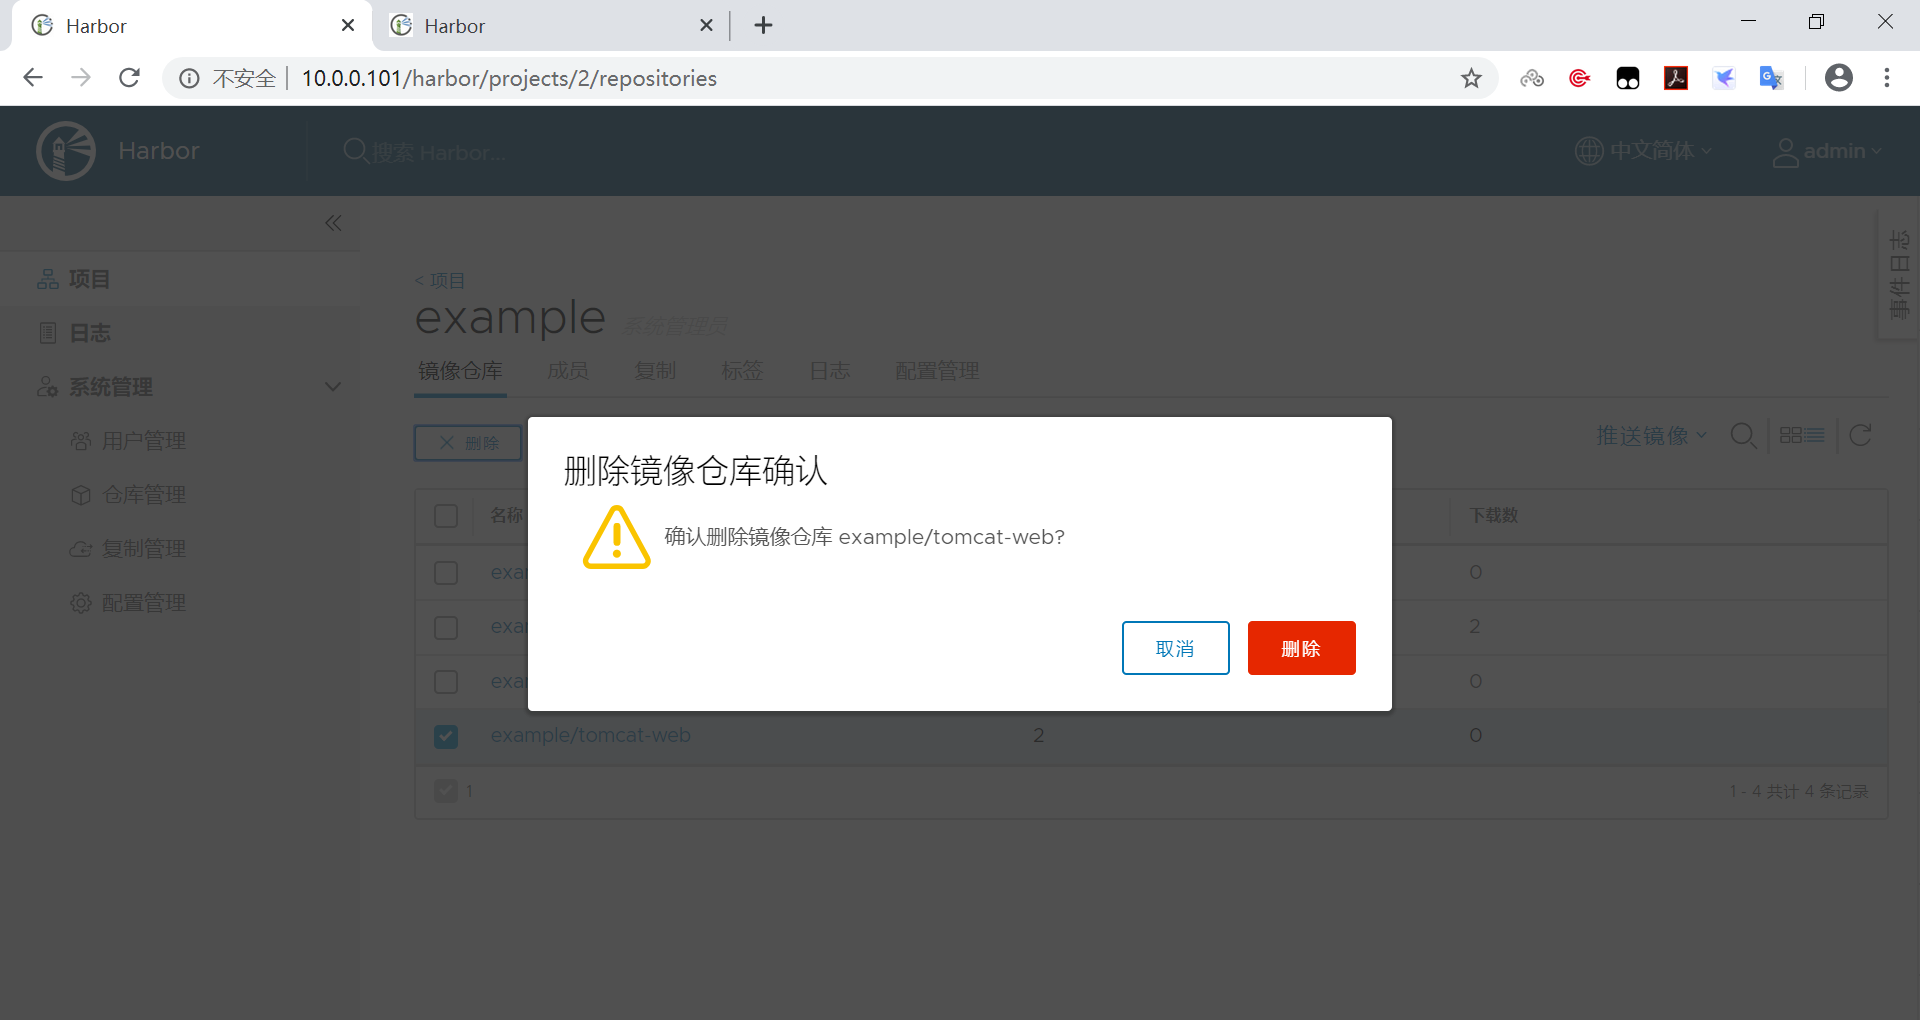 Harbor
Harbor
不安全
10.0.0.101/harbor/projects/2/repositories
Harbor
搜索 Harbor...
中文简体
admin
项目
日志
系统管理
用户管理
仓库管理
复制管理
配置管理
事件日志
< 项目
example 系统管理员
镜像仓库 成员 复制 标签 日志 配置管理
删除
推送镜像
名称
下载数
exa
0
exa
2
exa
0
example/tomcat-web 2 0
1
1 - 4 共计 4 条记录
删除镜像仓库确认
确认删除镜像仓库 example/tomcat-web?
取消
删除